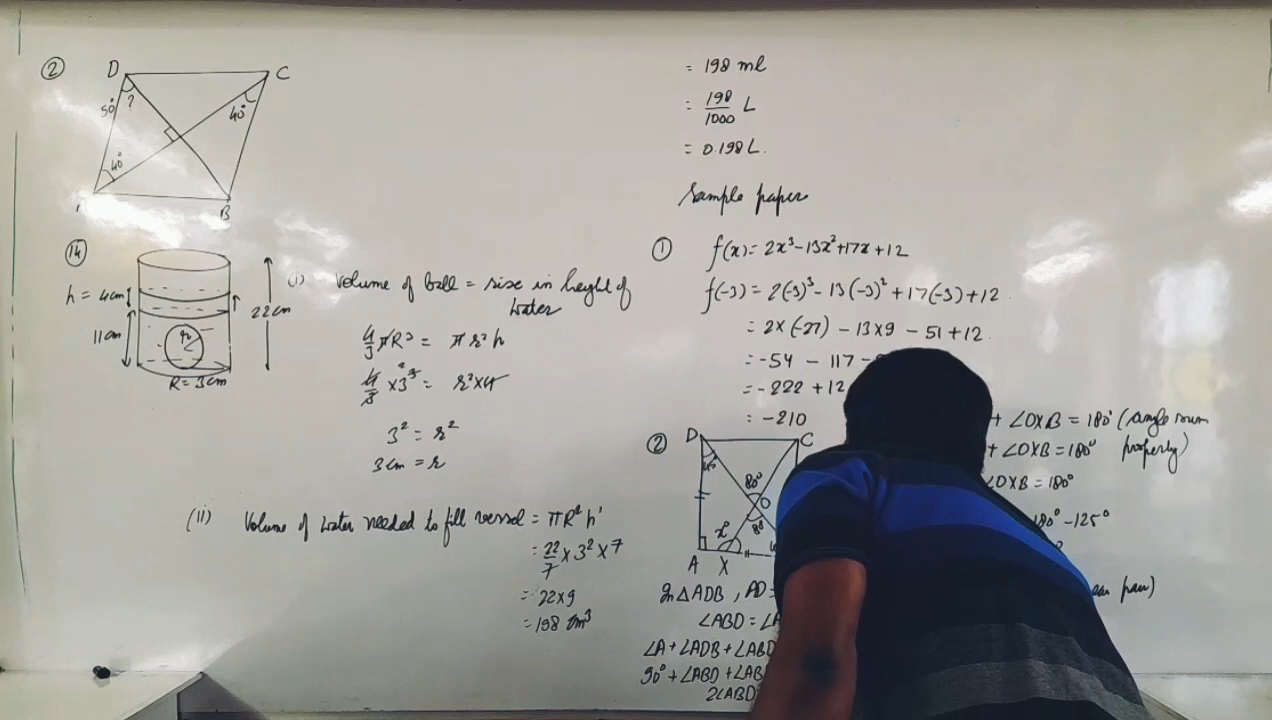 ②
D C
50° ? 40°
40°
B
⑭
h = 4cm
11cm
22cm
r
R = 3cm
(i) Volume of ball = rise in height of
water
4/3 πR³ = πr²h
4/3 × 3³ = r² × 4
3² = r²
3cm = r
(ii) Volume of water needed to fill vessel = πR²h'
= 22/7 × 3² × 7
= 22 × 9
= 198 cm³
= 198 ml
= 198/1000 L
= 0.198 L.
Sample paper
① f(x) = 2x³ - 13x² + 17x + 12
f(-3) = 2(-3)³ - 13(-3)² + 17(-3) + 12.
= 2 × (-27) - 13 × 9 - 51 + 12.
= -54 - 117 -
= -222 + 12
= -210
②
D C
45°
80°
O
80°
x°
A X
In △ADB, AD =
∠ABD = ∠A
∠A + ∠ADB + ∠ABD
90° + ∠ABD + ∠AB
2∠ABD
+ ∠OXB = 180° (angle sum
+ ∠OXB = 180° property)
∠OXB = 180°
180° - 125°
pair)